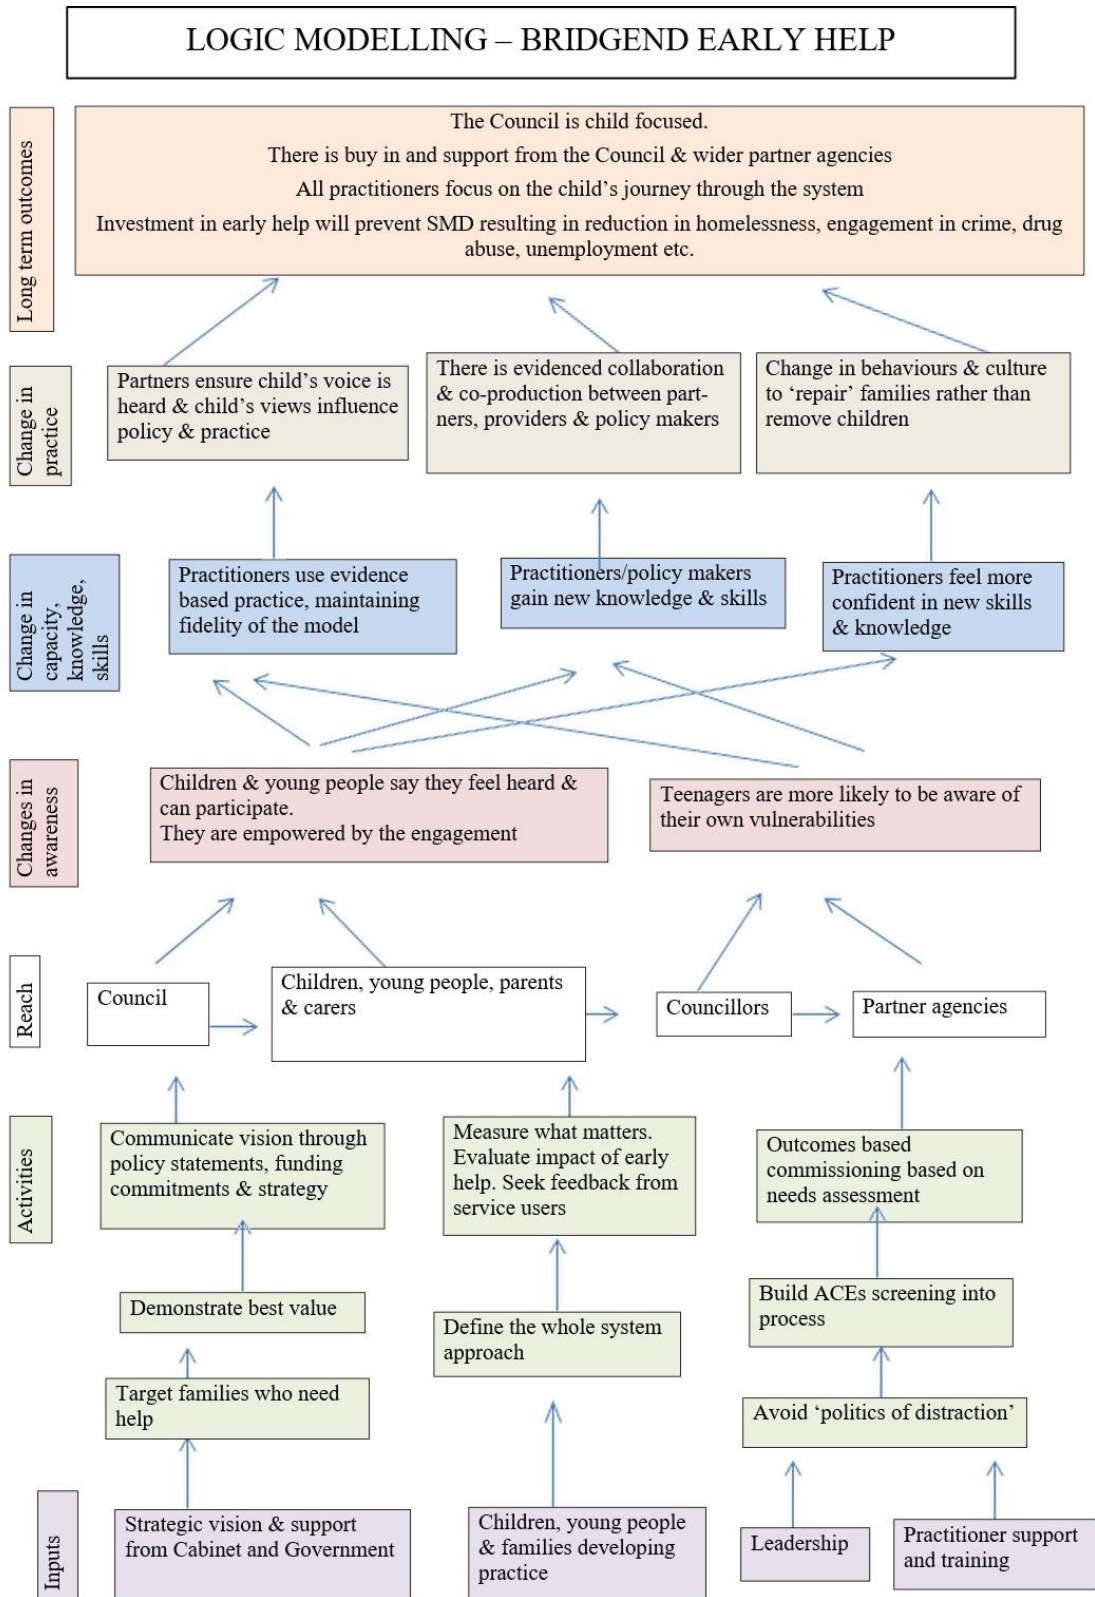 LOGIC MODELLING – BRIDGEND EARLY HELP
Long term outcomes
The Council is child focused.
There is buy in and support from the Council & wider partner agencies
All practitioners focus on the child's journey through the system
Investment in early help will prevent SMD resulting in reduction in homelessness, engagement in crime, drug
abuse, unemployment etc.
Change in
practice
Partners ensure child's voice is
heard & child's views influence
policy & practice
There is evidenced collaboration
& co-production between part-
ners, providers & policy makers
Change in behaviours & culture
to 'repair' families rather than
remove children
Change in
capacity,
knowledge,
skills
Practitioners use evidence
based practice, maintaining
fidelity of the model
Practitioners/policy makers
gain new knowledge & skills
Practitioners feel more
confident in new skills
& knowledge
Changes in
awareness
Children & young people say they feel heard &
can participate.
They are empowered by the engagement
Teenagers are more likely to be aware of
their own vulnerabilities
Reach
Council
Children, young people, parents
& carers
Councillors
Partner agencies
Activities
Communicate vision through
policy statements, funding
commitments & strategy
Measure what matters.
Evaluate impact of early
help. Seek feedback from
service users
Outcomes based
commissioning based on
needs assessment
Demonstrate best value
Define the whole system
approach
Build ACEs screening into
process
Target families who need
help
Avoid 'politics of distraction'
Inputs
Strategic vision & support
from Cabinet and Government
Children, young people
& families developing
practice
Leadership
Practitioner support
and training